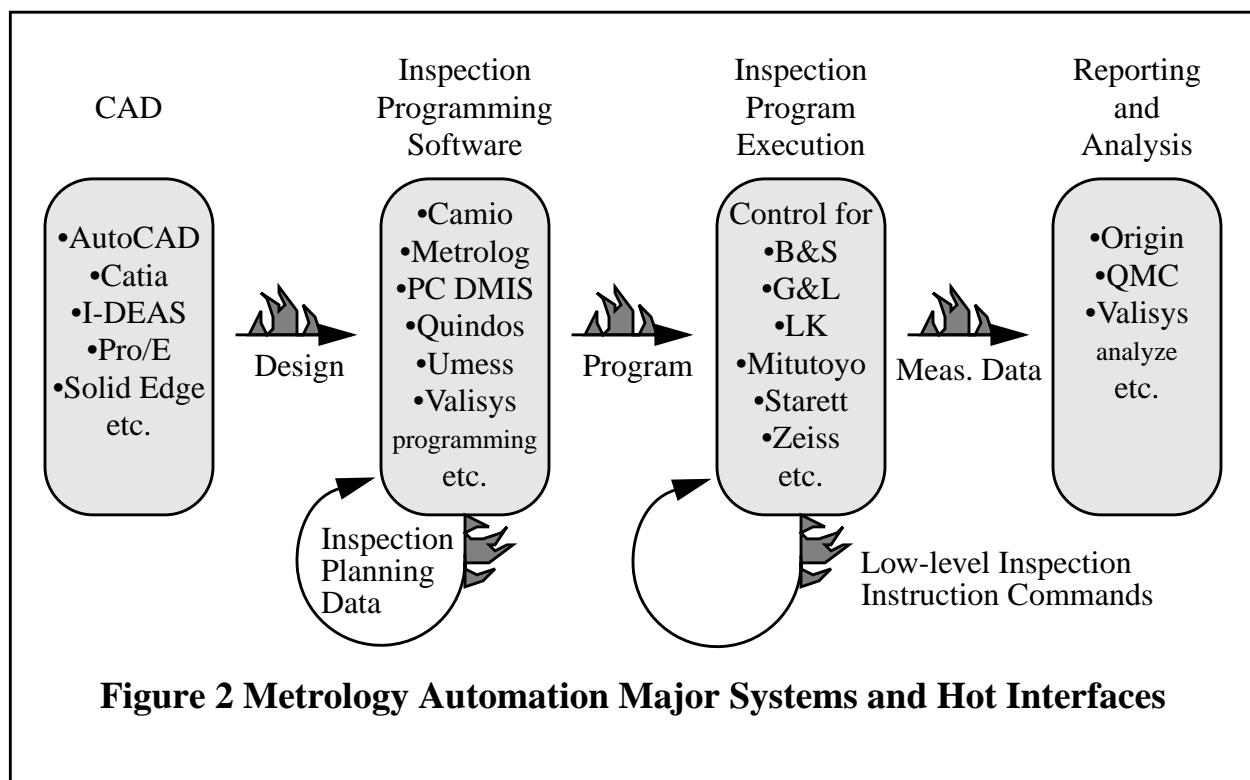 CAD
Inspection
Programming
Software
Inspection
Program
Execution
Reporting
and
Analysis
•AutoCAD
•Catia
•I-DEAS
•Pro/E
•Solid Edge
etc.
Design
•Camio
•Metrolog
•PC DMIS
•Quindos
•Umess
•Valisys
programming
etc.
Program
Control for
•B&S
•G&L
•LK
•Mitutoyo
•Starett
•Zeiss
etc.
Meas. Data
•Origin
•QMC
•Valisys
analyze
etc.
Inspection
Planning
Data
Low-level Inspection
Instruction Commands
Figure 2 Metrology Automation Major Systems and Hot Interfaces